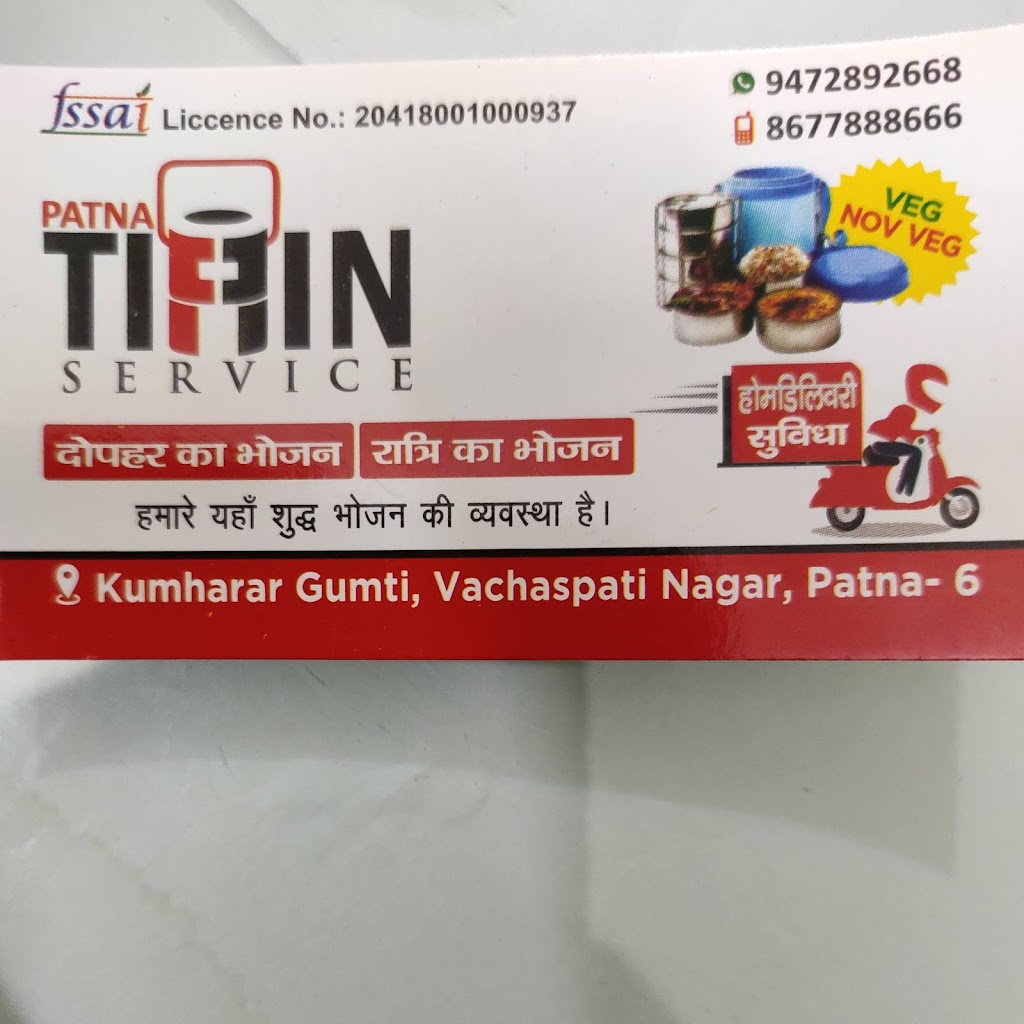 fssai Liccence No.: 20418001000937
9472892668
8677888666
PATNA
TIFFIN
SERVICE
VEG
NOV VEG
होमडिलिवरी
सुविधा
दोपहर का भोजन रात्रि का भोजन
हमारे यहाँ शुद्ध भोजन की व्यवस्था है।
Kumharar Gumti, Vachaspati Nagar, Patna- 6